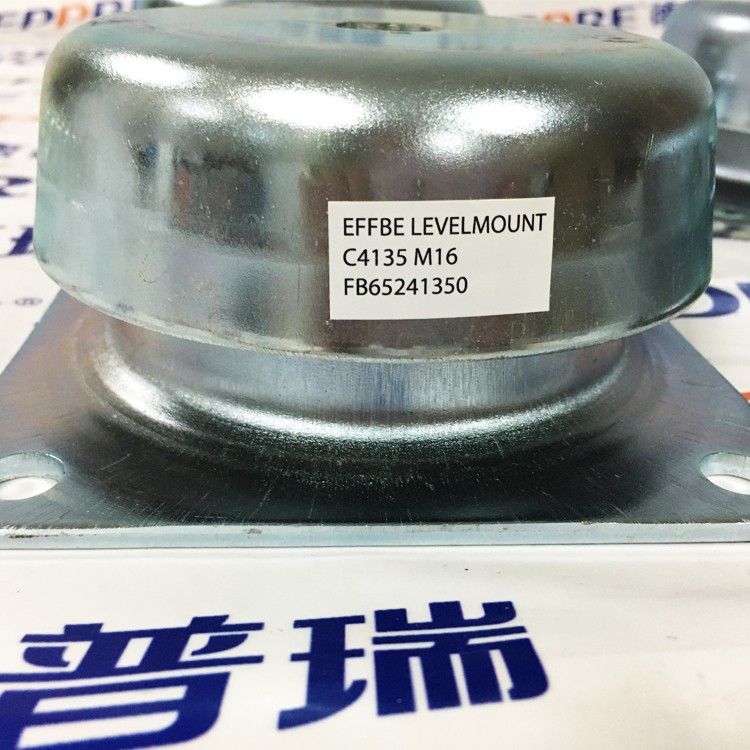 EFFBE LEVELMOUNT
C4135 M16
FB65241350
普瑞